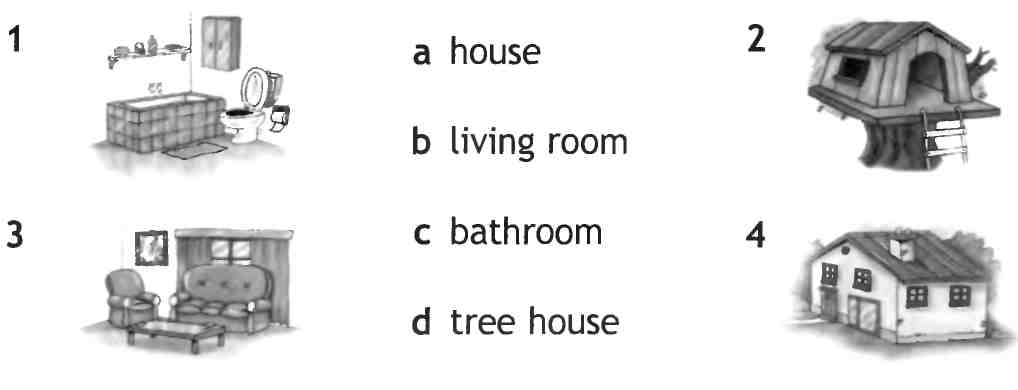 1
a house
2
b living room
3
c bathroom
4
d tree house